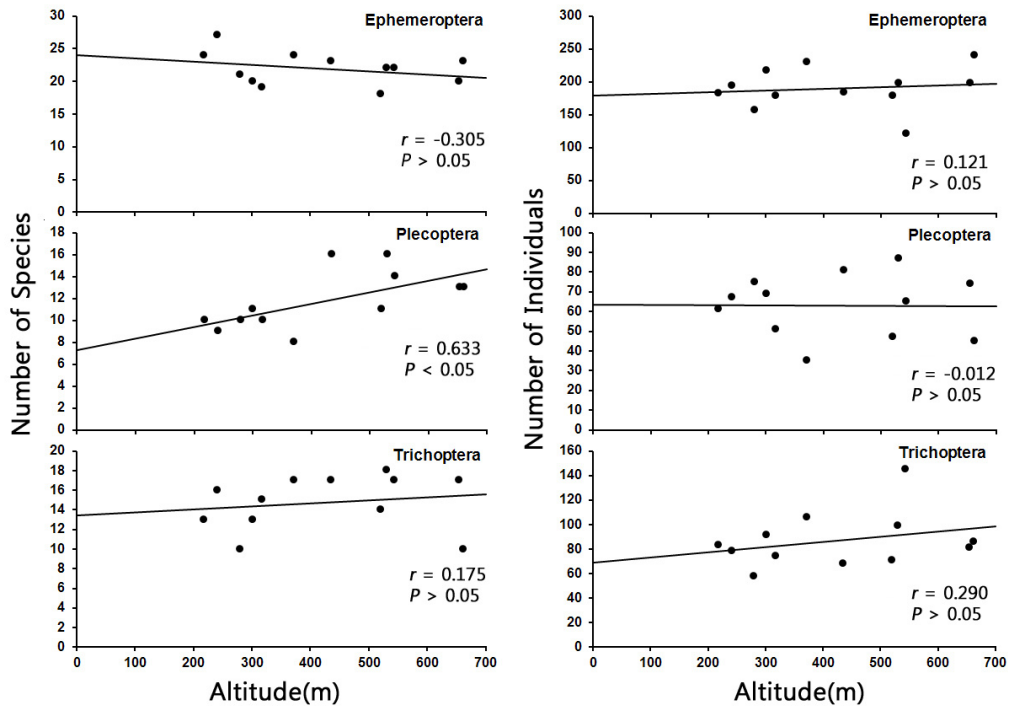 Number of Species
Ephemeroptera
30
25
20
15
10
5
0
r = -0.305
P > 0.05
Plecoptera
18
16
14
12
10
8
6
4
2
0
r = 0.633
P < 0.05
Trichoptera
20
18
16
14
12
10
8
6
4
2
0
r = 0.175
P > 0.05
0 100 200 300 400 500 600 700
Altitude(m)
Number of Individuals
Ephemeroptera
300
250
200
150
100
50
0
r = 0.121
P > 0.05
Plecoptera
100
90
80
70
60
50
40
30
20
10
0
r = -0.012
P > 0.05
Trichoptera
160
140
120
100
80
60
40
20
0
r = 0.290
P > 0.05
0 100 200 300 400 500 600 700
Altitude(m)